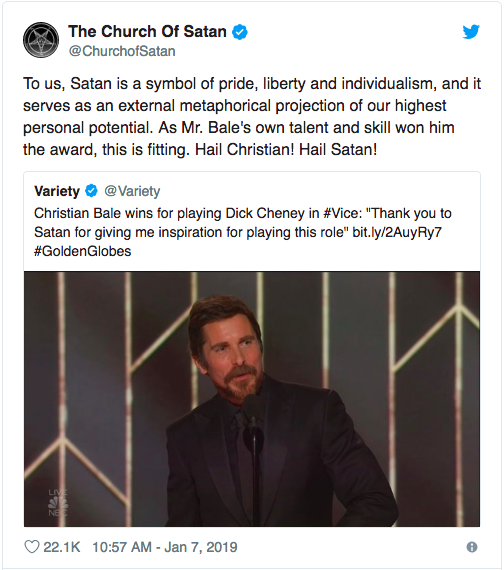 The Church Of Satan
@ChurchofSatan
To us, Satan is a symbol of pride, liberty and individualism, and it
serves as an external metaphorical projection of our highest
personal potential. As Mr. Bale's own talent and skill won him
the award, this is fitting. Hail Christian! Hail Satan!
Variety @Variety
Christian Bale wins for playing Dick Cheney in #Vice: "Thank you to
Satan for giving me inspiration for playing this role" bit.ly/2AuyRy7
#GoldenGlobes
LIVE
NBC
22.1K 10:57 AM - Jan 7, 2019